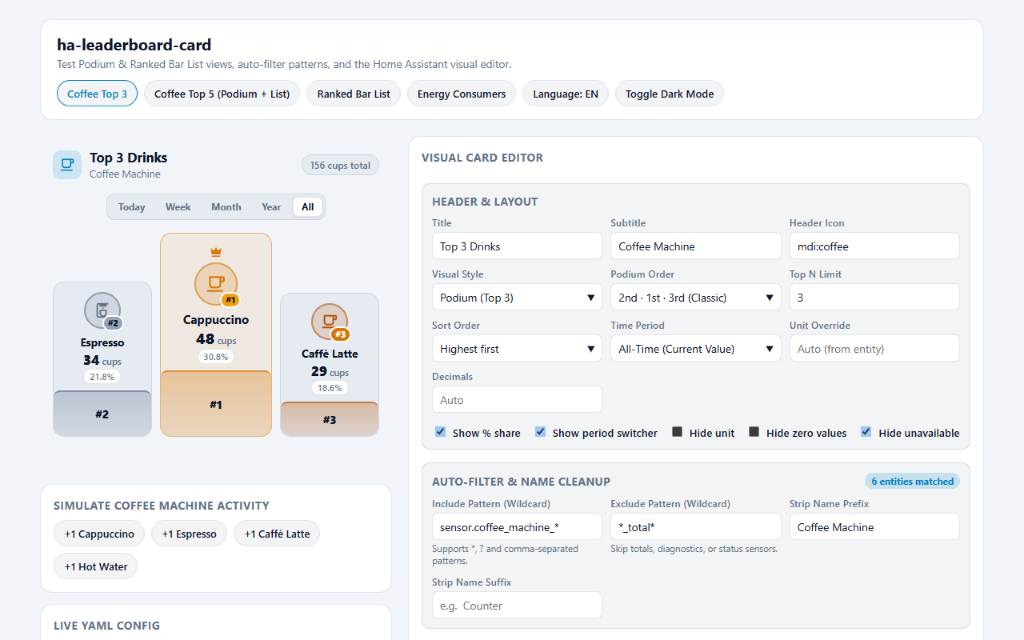 ha-leaderboard-card
Test Podium & Ranked Bar List views, auto-filter patterns, and the Home Assistant visual editor.
Coffee Top 3
Coffee Top 5 (Podium + List)
Ranked Bar List
Energy Consumers
Language: EN
Toggle Dark Mode
Top 3 Drinks
Coffee Machine
156 cups total
Today
Week
Month
Year
All
#2
Espresso
34 cups
21.8%
#2
#1
Cappuccino
48 cups
30.8%
#1
#3
Caffè Latte
29 cups
18.6%
#3
SIMULATE COFFEE MACHINE ACTIVITY
+1 Cappuccino
+1 Espresso
+1 Caffè Latte
+1 Hot Water
LIVE YAML CONFIG
VISUAL CARD EDITOR
HEADER & LAYOUT
Title
Subtitle
Header Icon
Top 3 Drinks
Coffee Machine
mdi:coffee
Visual Style
Podium Order
Top N Limit
Podium (Top 3)
2nd · 1st · 3rd (Classic)
3
Sort Order
Time Period
Unit Override
Highest first
All-Time (Current Value)
Auto (from entity)
Decimals
Auto
Show % share
Show period switcher
Hide unit
Hide zero values
Hide unavailable
AUTO-FILTER & NAME CLEANUP
6 entities matched
Include Pattern (Wildcard)
Exclude Pattern (Wildcard)
Strip Name Prefix
sensor.coffee_machine_*
*_total*
Coffee Machine
Supports *, ? and comma-separated
patterns.
Skip totals, diagnostics, or status sensors.
Strip Name Suffix
e.g. Counter